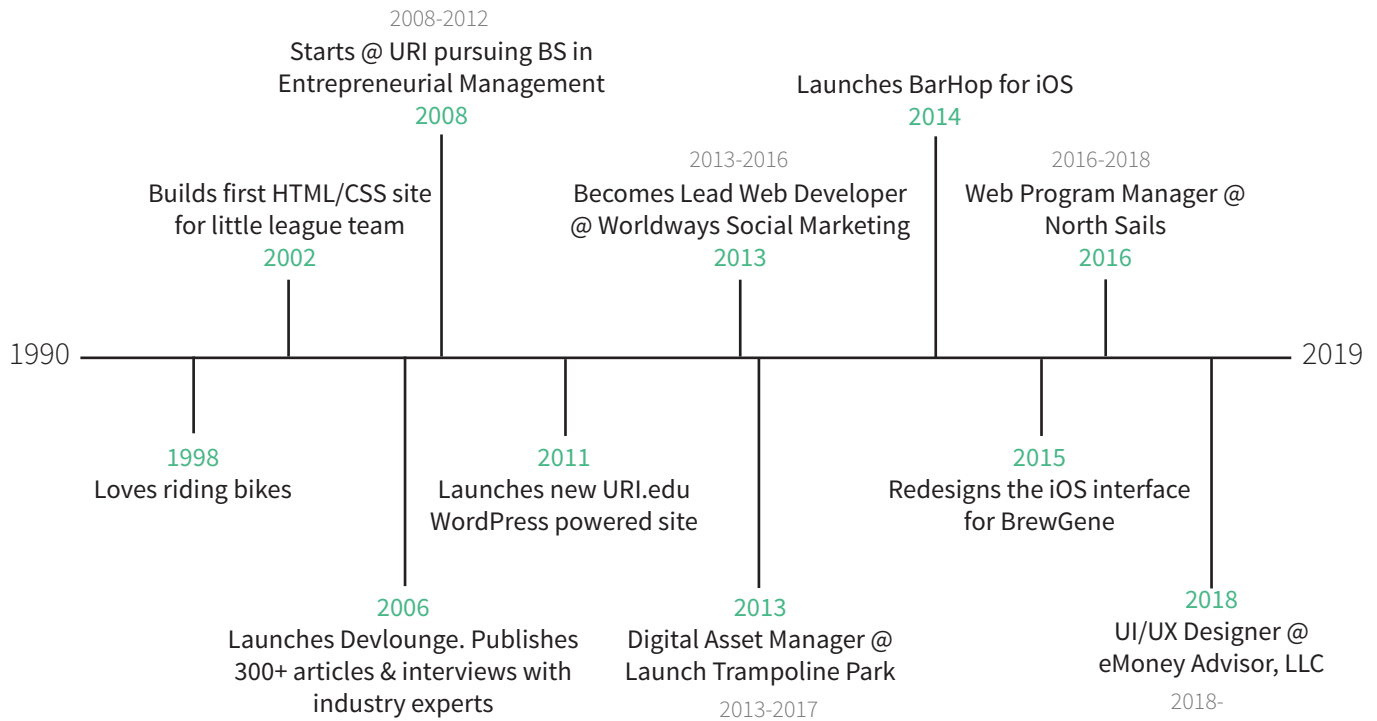 2008-2012
Starts @ URI pursuing BS in
Entrepreneurial Management
2008
Launches BarHop for iOS
2014
Builds first HTML/CSS site
for little league team
2002
2013-2016
Becomes Lead Web Developer
@ Worldways Social Marketing
2013
2016-2018
Web Program Manager @
North Sails
2016
1990
2019
1998
Loves riding bikes
2011
Launches new URI.edu
WordPress powered site
2015
Redesigns the iOS interface
for BrewGene
2006
Launches Devlounge. Publishes
300+ articles & interviews with
industry experts
2013
Digital Asset Manager @
Launch Trampoline Park
2013-2017
2018
UI/UX Designer @
eMoney Advisor, LLC
2018-